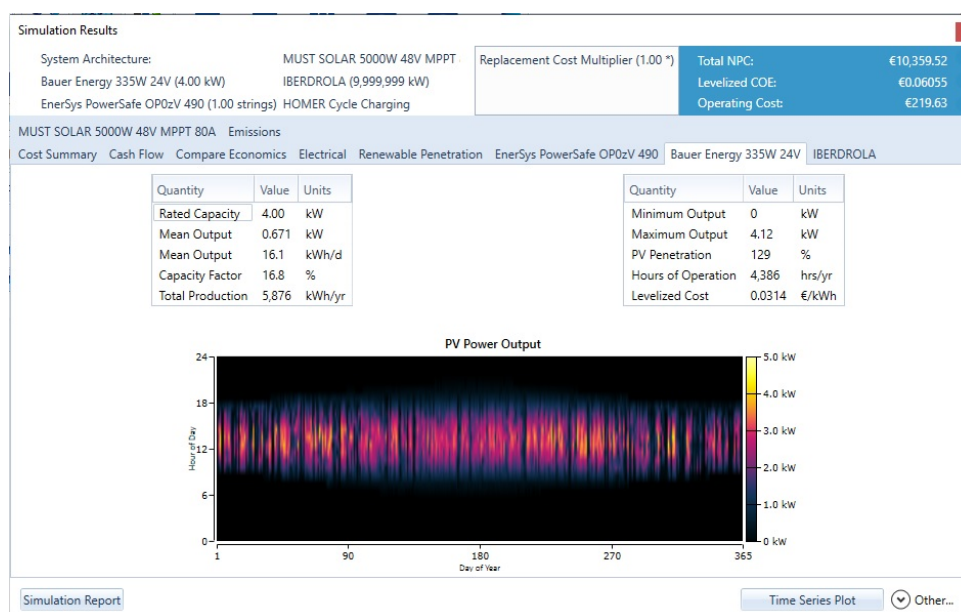 Simulation Results
System Architecture:
Bauer Energy 335W 24V (4.00 kW)
EnerSys PowerSafe OP0zV 490 (1.00 strings)
MUST SOLAR 5000W 48V MPPT
IBERDROLA (9,999,999 kW)
HOMER Cycle Charging
Replacement Cost Multiplier (1.00 *)
Total NPC: €10,359.52
Levelized COE: €0.06055
Operating Cost: €219.63
MUST SOLAR 5000W 48V MPPT 80A Emissions
Cost Summary Cash Flow Compare Economics Electrical Renewable Penetration EnerSys PowerSafe OP0zV 490 Bauer Energy 335W 24V IBERDROLA
Quantity Value Units
Rated Capacity 4.00 kW
Mean Output 0.671 kW
Mean Output 16.1 kWh/d
Capacity Factor 16.8 %
Total Production 5,876 kWh/yr
Quantity Value Units
Minimum Output 0 kW
Maximum Output 4.12 kW
PV Penetration 129 %
Hours of Operation 4,386 hrs/yr
Levelized Cost 0.0314 €/kWh
PV Power Output
24
18
12
6
0
Hour of Day
1 90 180 270 365
Day of Year
5.0 kW
4.0 kW
3.0 kW
2.0 kW
1.0 kW
0 kW
Simulation Report
Time Series Plot
Other...